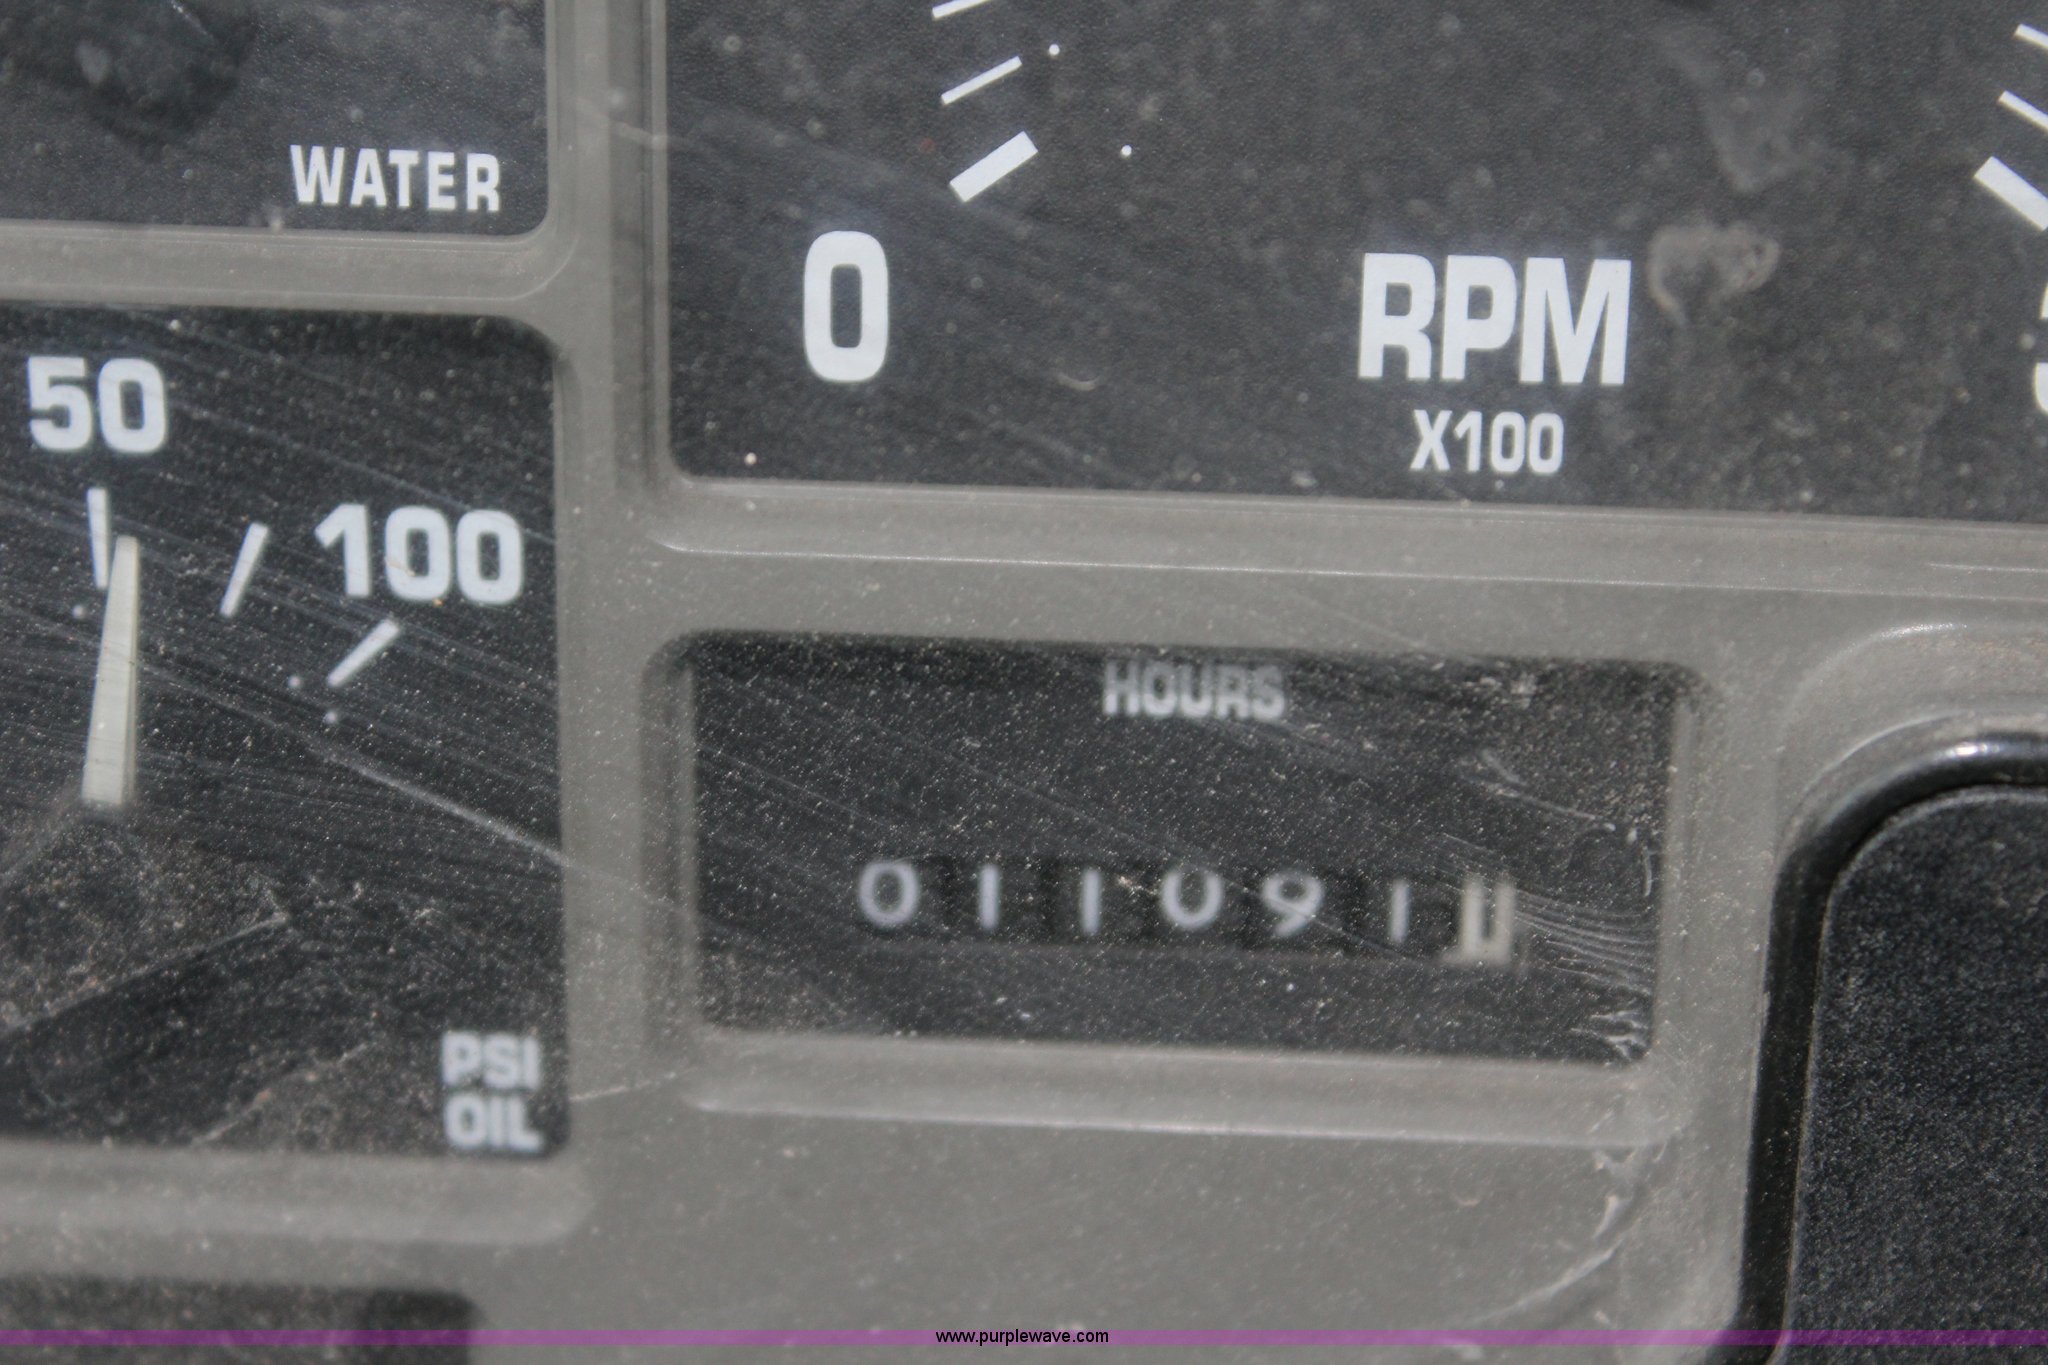 WATER
0
RPM
X100
50
100
HOURS
011091
PSI
OIL
www.purplewave.com